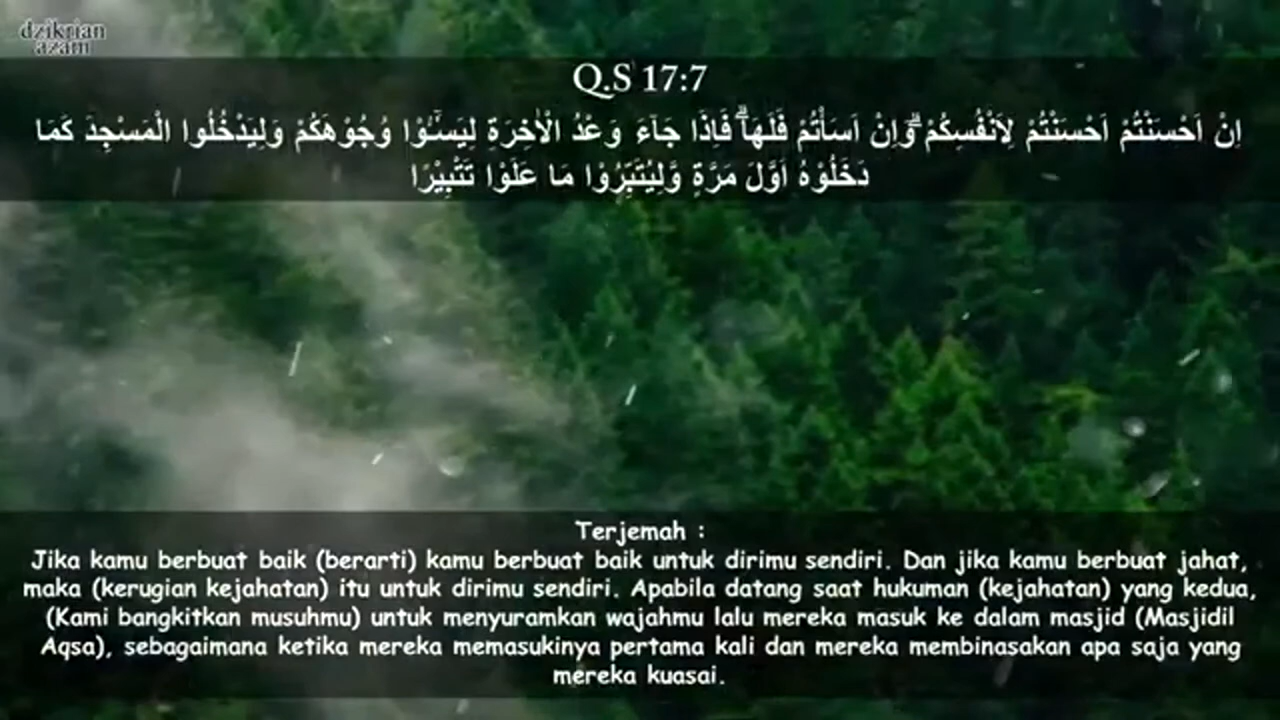 dzikrian
azam
Q.S 17:7
اِنْ اَحْسَنْتُمْ اَحْسَنْتُمْ لِاَنْفُسِكُمْ ۗوَاِنْ اَسَأْتُمْ فَلَهَاۗ فَاِذَا جَاۤءَ وَعْدُ الْاٰخِرَةِ لِيَسٗۤـُٔوْا وُجُوْهَكُمْ وَلِيَدْخُلُوا الْمَسْجِدَ كَمَا
دَخَلُوْهُ اَوَّلَ مَرَّةٍ وَّلِيُتَبِّرُوْا مَا عَلَوْا تَتْبِيْرًا
Terjemah :
Jika kamu berbuat baik (berarti) kamu berbuat baik untuk dirimu sendiri. Dan jika kamu berbuat jahat,
maka (kerugian kejahatan) itu untuk dirimu sendiri. Apabila datang saat hukuman (kejahatan) yang kedua,
(Kami bangkitkan musuhmu) untuk menyuramkan wajahmu lalu mereka masuk ke dalam masjid (Masjidil
Aqsa), sebagaimana ketika mereka memasukinya pertama kali dan mereka membinasakan apa saja yang
mereka kuasai.